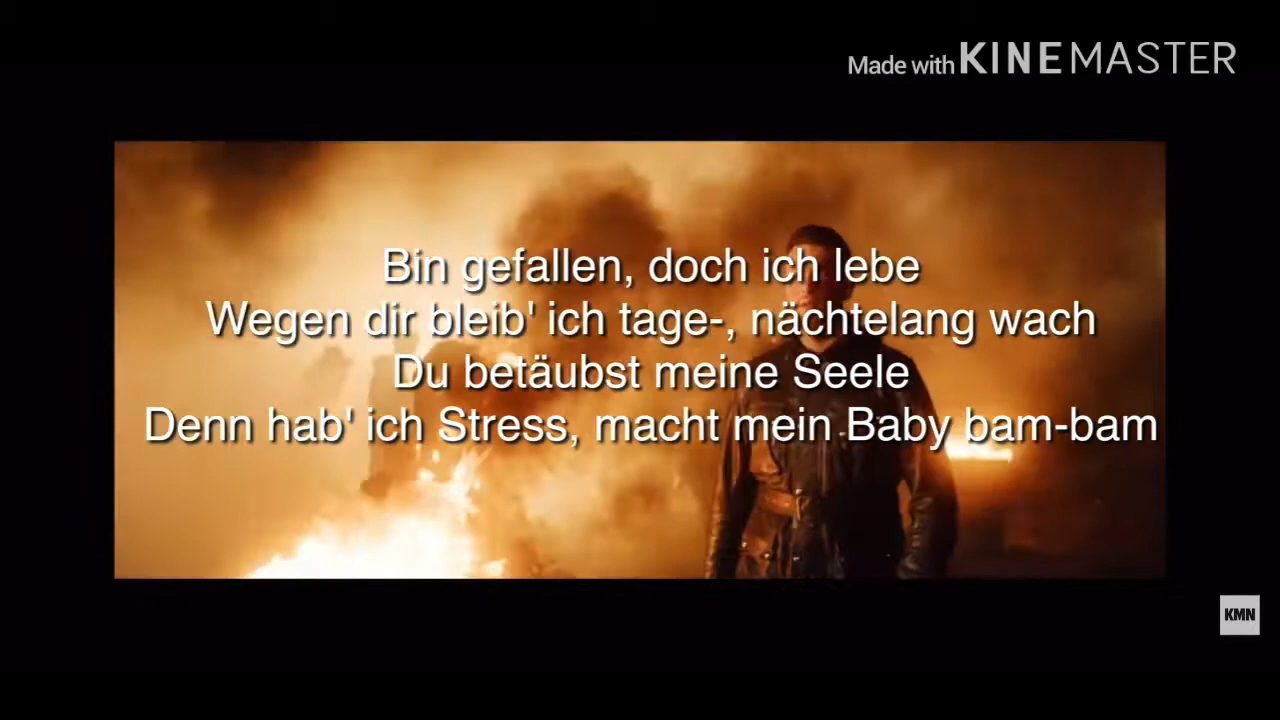 Made with KINEMASTER
Bin gefallen, doch ich lebe
Wegen dir bleib' ich tage-, nächtelang wach
Du betäubst meine Seele
Denn hab' ich Stress, macht mein Baby bam-bam
KMN